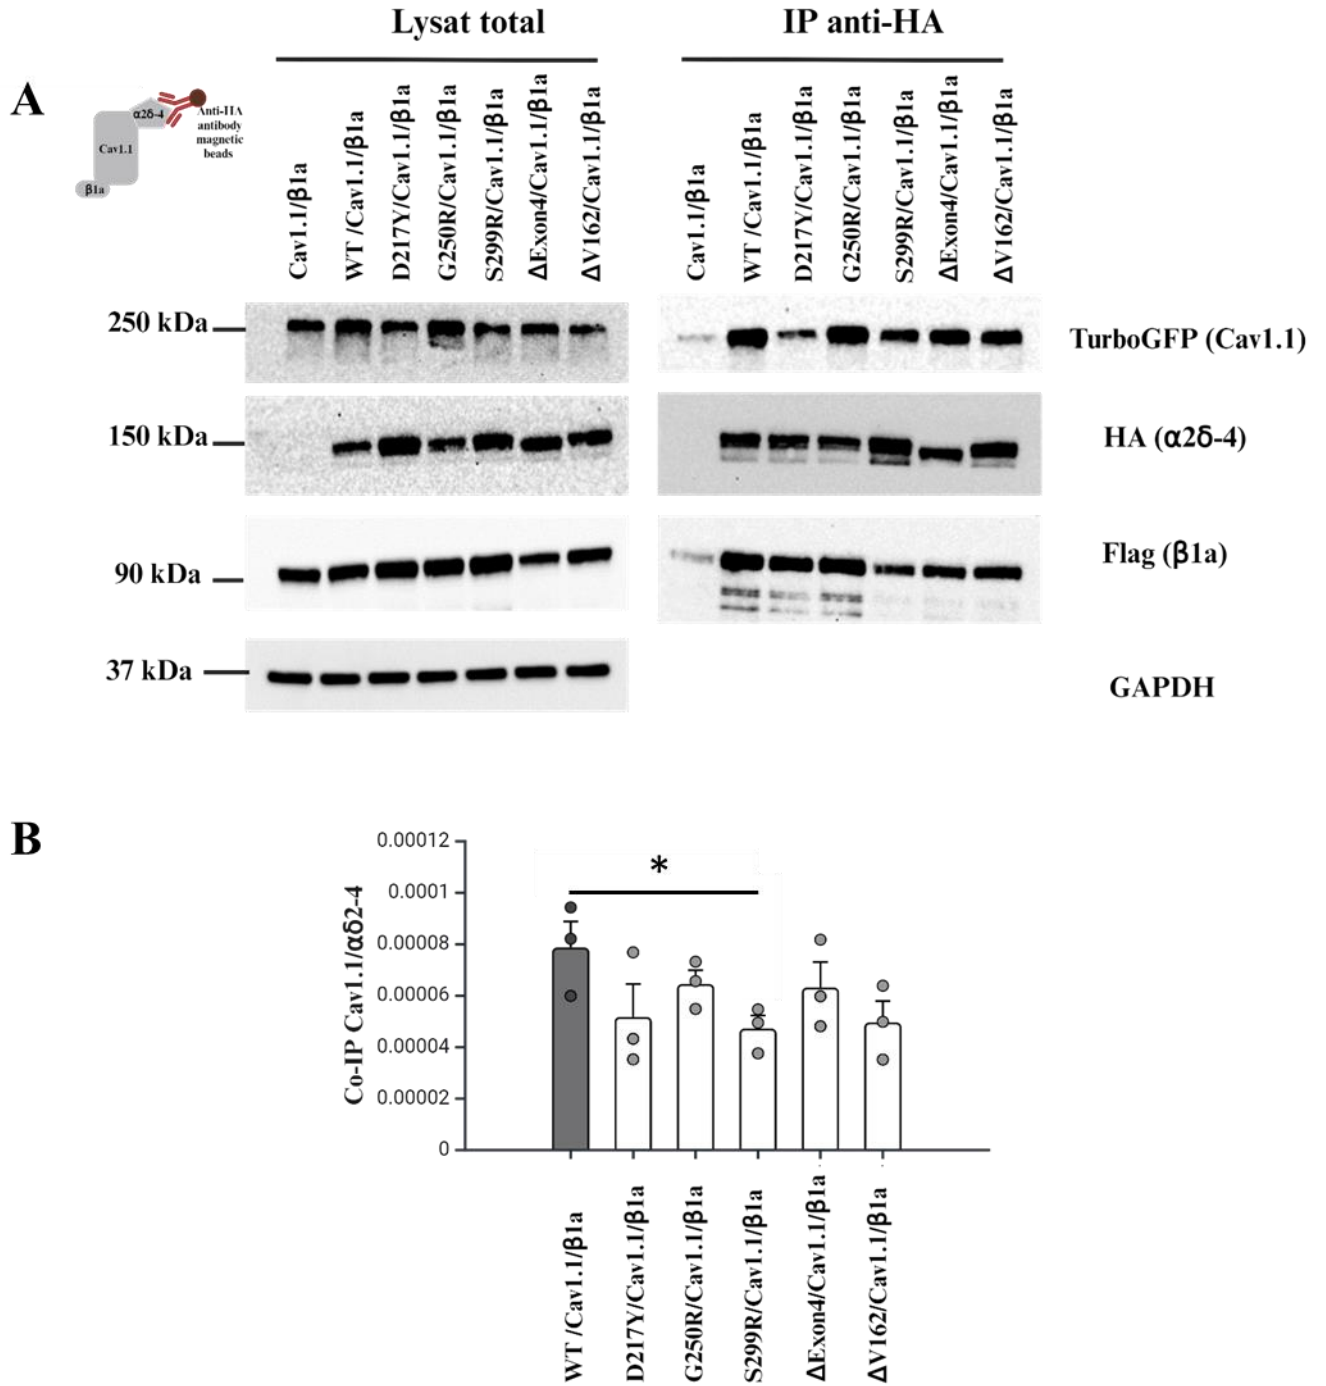 Lysat total
IP anti-HA
A
α2δ-4
Anti-HA
antibody
magnetic
beads
Cav1.1
β1a
Cav1.1/β1a
WT /Cav1.1/β1a
D217Y/Cav1.1/β1a
G250R/Cav1.1/β1a
S299R/Cav1.1/β1a
ΔExon4/Cav1.1/β1a
ΔV162/Cav1.1/β1a
Cav1.1/β1a
WT /Cav1.1/β1a
D217Y/Cav1.1/β1a
G250R/Cav1.1/β1a
S299R/Cav1.1/β1a
ΔExon4/Cav1.1/β1a
ΔV162/Cav1.1/β1a
250 kDa
TurboGFP (Cav1.1)
150 kDa
HA (α2δ-4)
90 kDa
Flag (β1a)
37 kDa
GAPDH
B
Co-IP Cav1.1/αδ2-4
0.00012
0.0001
0.00008
0.00006
0.00004
0.00002
0
*
WT /Cav1.1/β1a
D217Y/Cav1.1/β1a
G250R/Cav1.1/β1a
S299R/Cav1.1/β1a
ΔExon4/Cav1.1/β1a
ΔV162/Cav1.1/β1a